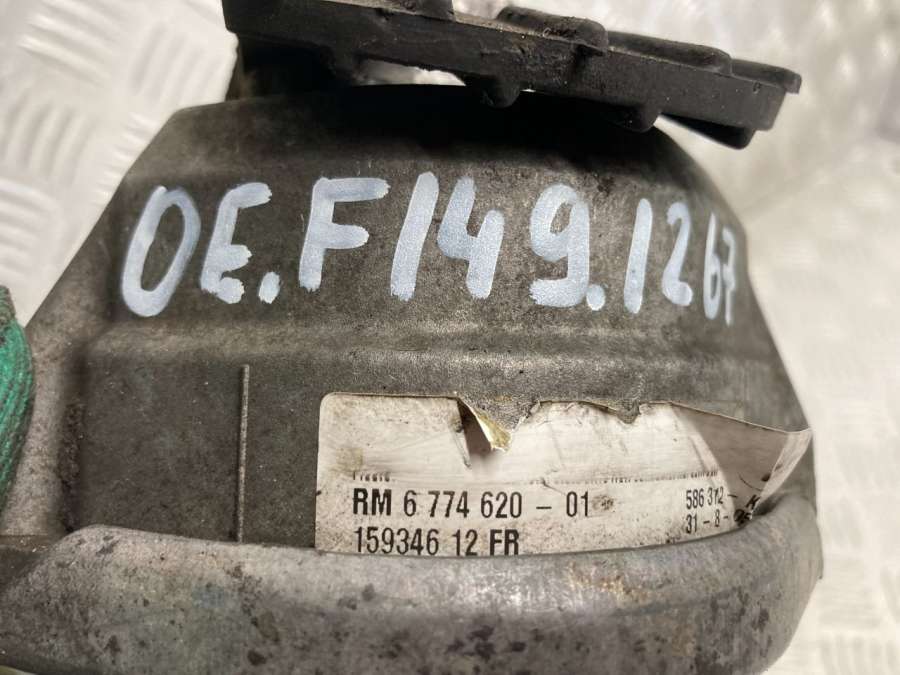 OE.F149.1267
RM 6 774 620 - 01
586 312-
31-8-
159346 12 FR